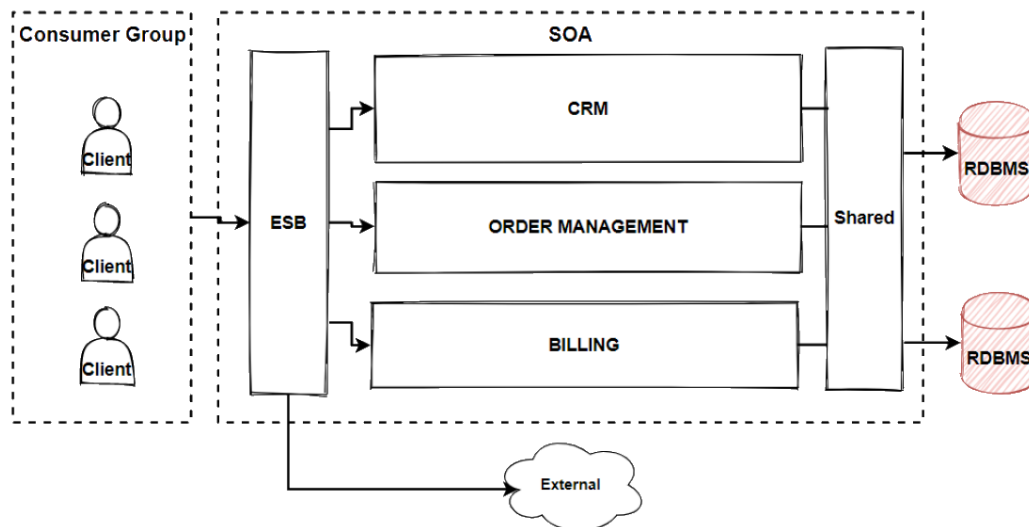 Consumer Group
Client
Client
Client
SOA
ESB
CRM
ORDER MANAGEMENT
BILLING
Shared
RDBMS
RDBMS
External